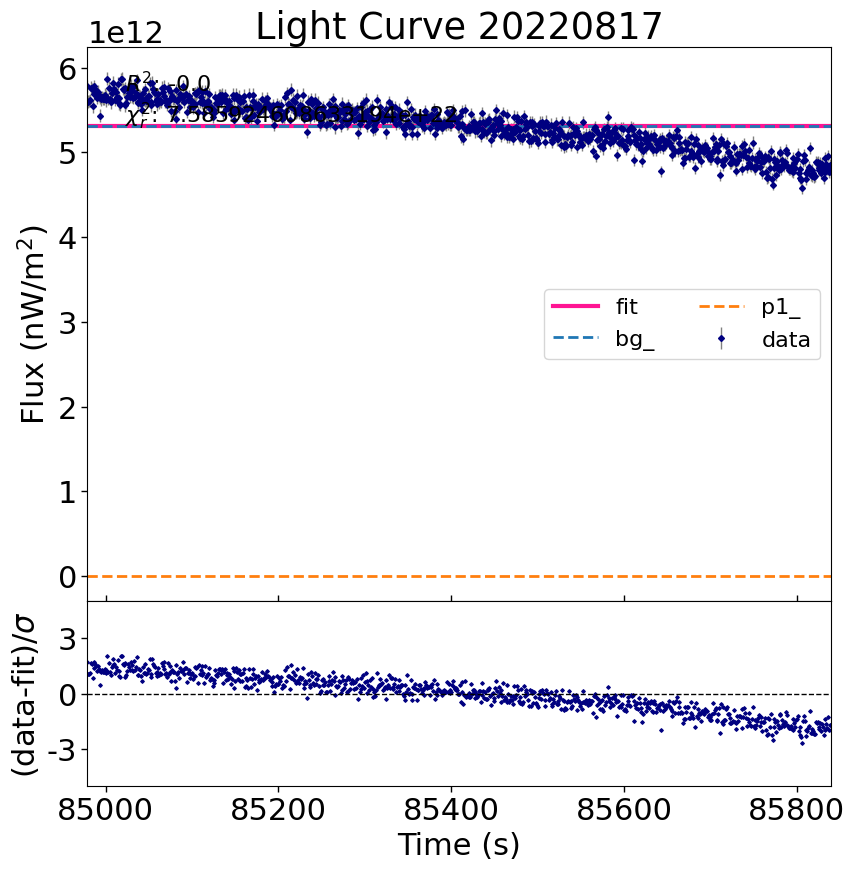 Light Curve 20220817
1e12
6
5
4
3
2
1
0
Flux (nW/m²)
R²: -0.0
fit
bg_
p1_
data
3
0
-3
(data-fit)/σ
85000
85200
85400
85600
85800
Time (s)